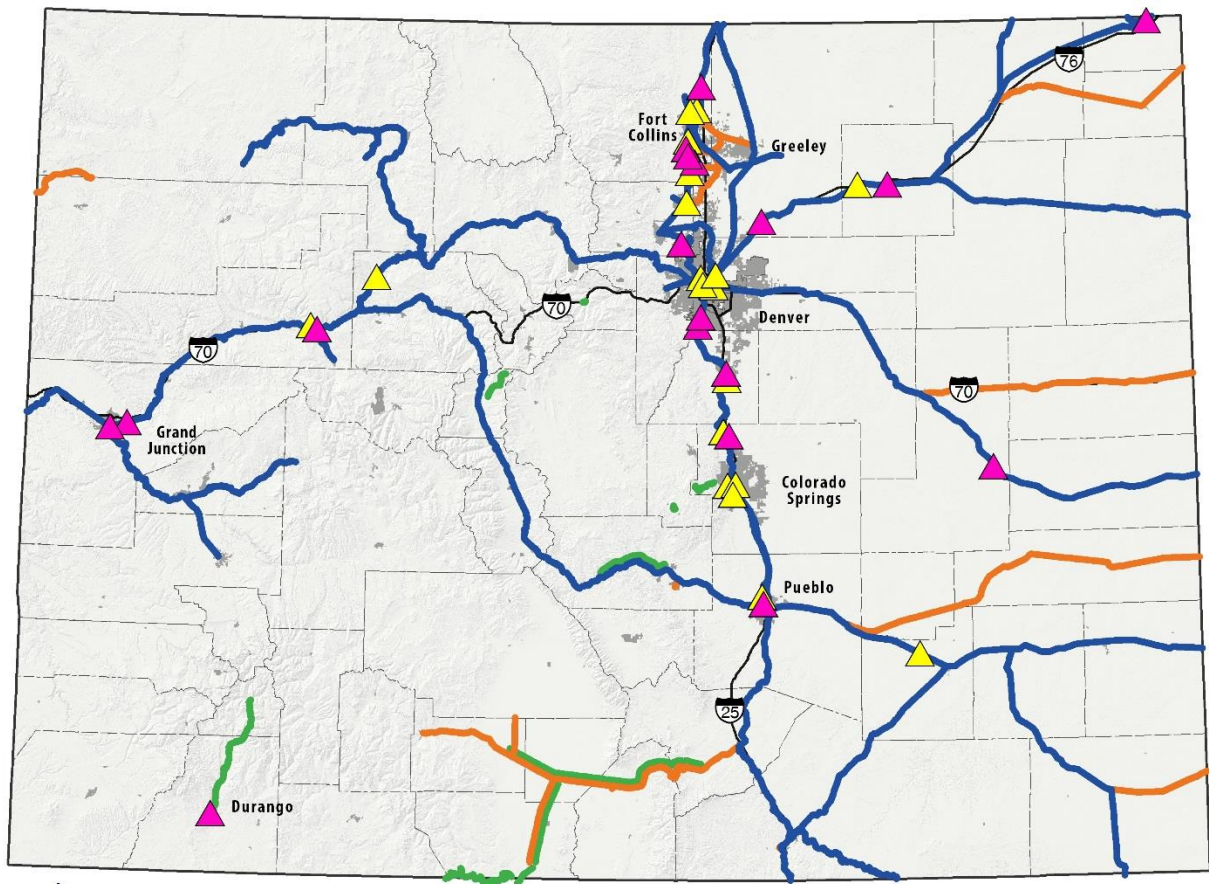 76
Fort
Collins
Greeley
70
Denver
70
70
Grand
Junction
Colorado
Springs
Pueblo
25
Durango